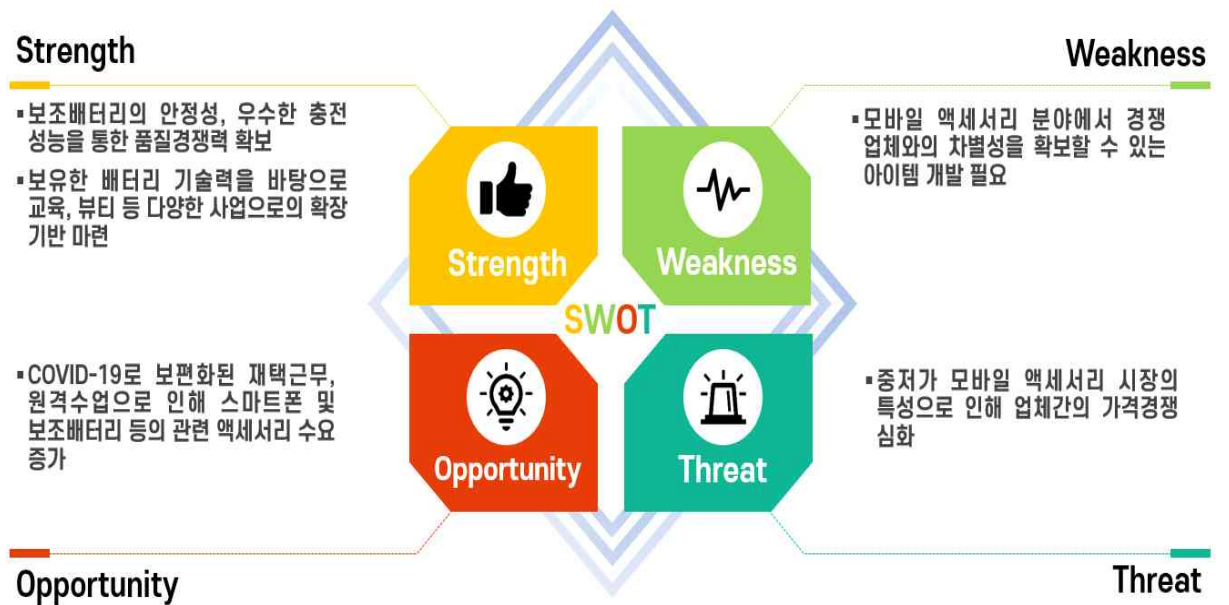 Strength
▪보조배터리의 안정성, 우수한 충전
성능을 통한 품질경쟁력 확보
▪보유한 배터리 기술력을 바탕으로
교육, 뷰티 등 다양한 사업으로의 확장
기반 마련
Weakness
▪모바일 액세서리 분야에서 경쟁
업체와의 차별성을 확보할 수 있는
아이템 개발 필요
Strength
Weakness
SWOT
Opportunity
Threat
▪COVID-19로 보편화된 재택근무,
원격수업으로 인해 스마트폰 및
보조배터리 등의 관련 액세서리 수요
증가
Opportunity
▪중저가 모바일 액세서리 시장의
특성으로 인해 업체간의 가격경쟁
심화
Threat